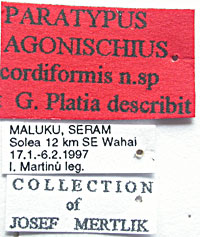 PARATYPUS
AGONISCHIUS
cordiformis n.sp
G. Platia describit
MALUKU, SERAM
Solea 12 km SE Wahai
17.1.-6.2.1997
I. Martinů leg.
COLLECTION
of
JOSEF MERTLIK